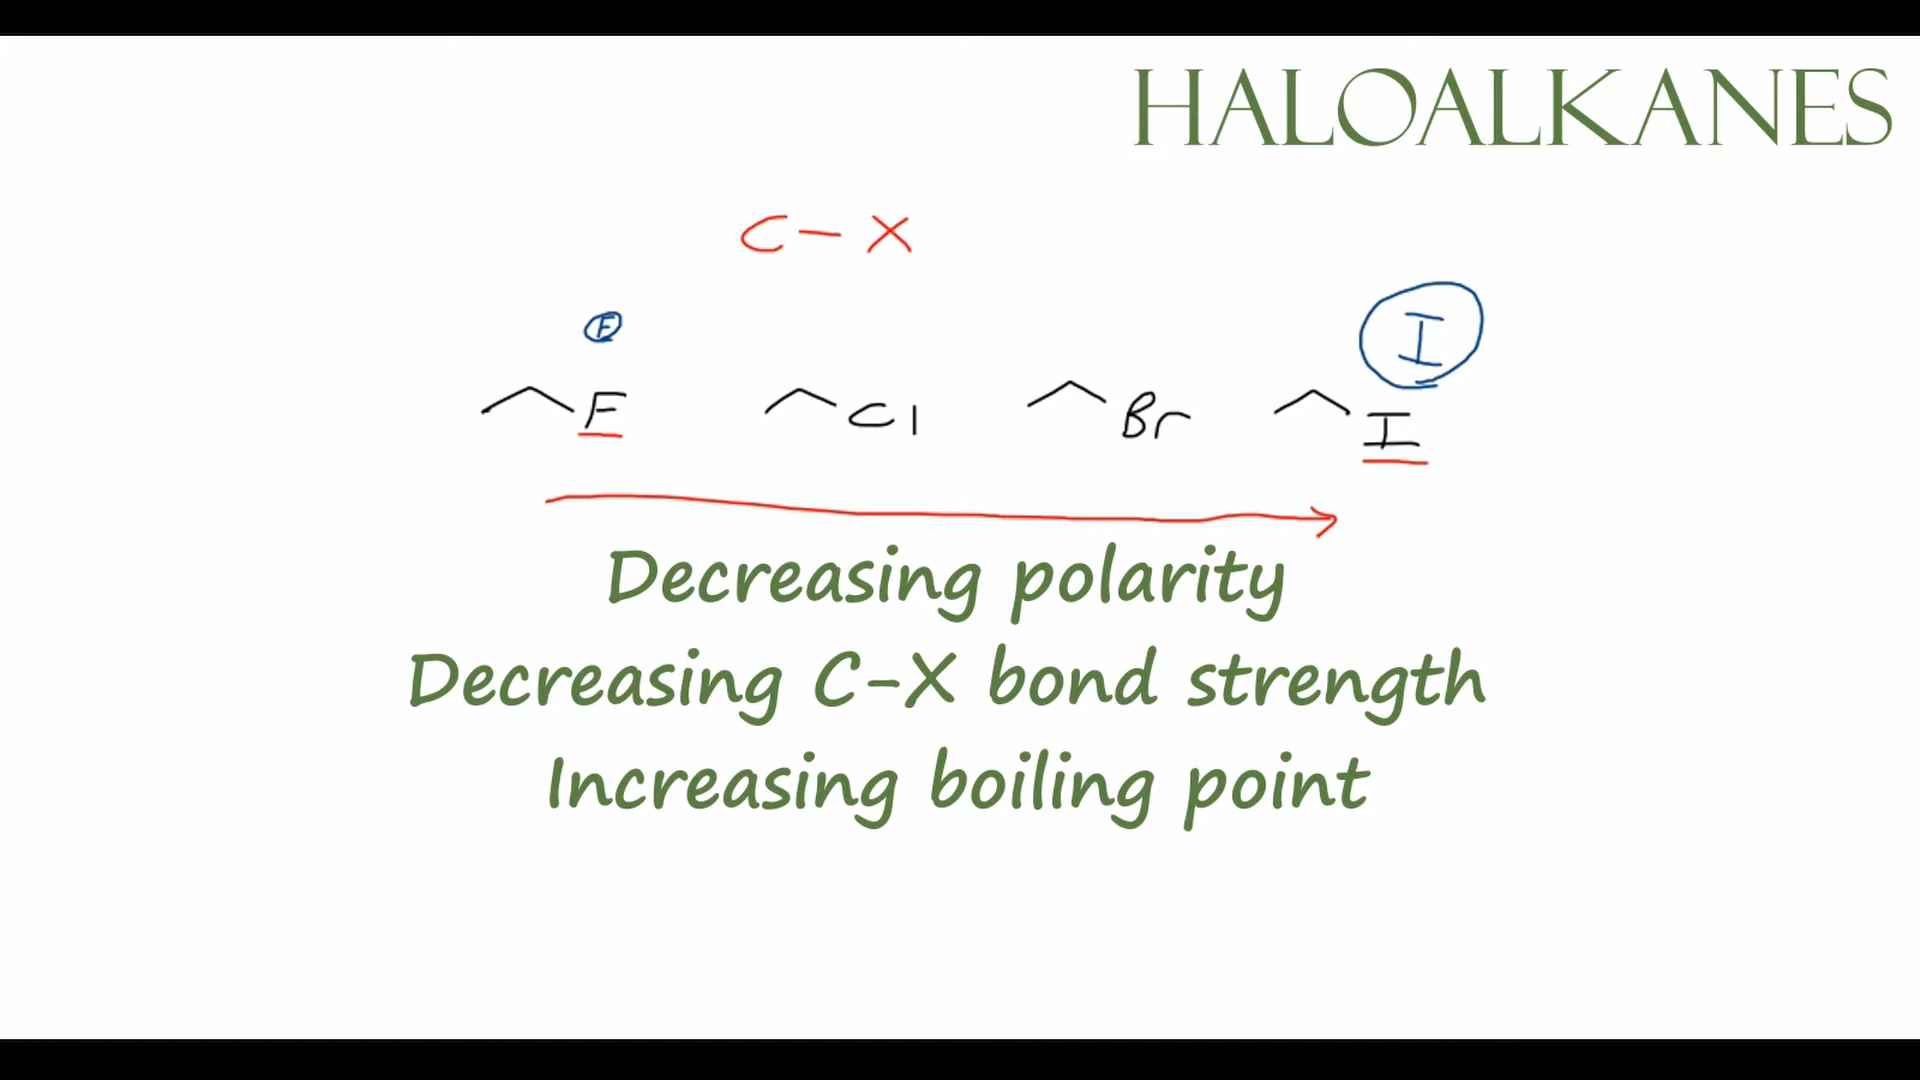 HALOALKANES
C-X
F I
F Cl Br I
Decreasing polarity
Decreasing C-X bond strength
Increasing boiling point